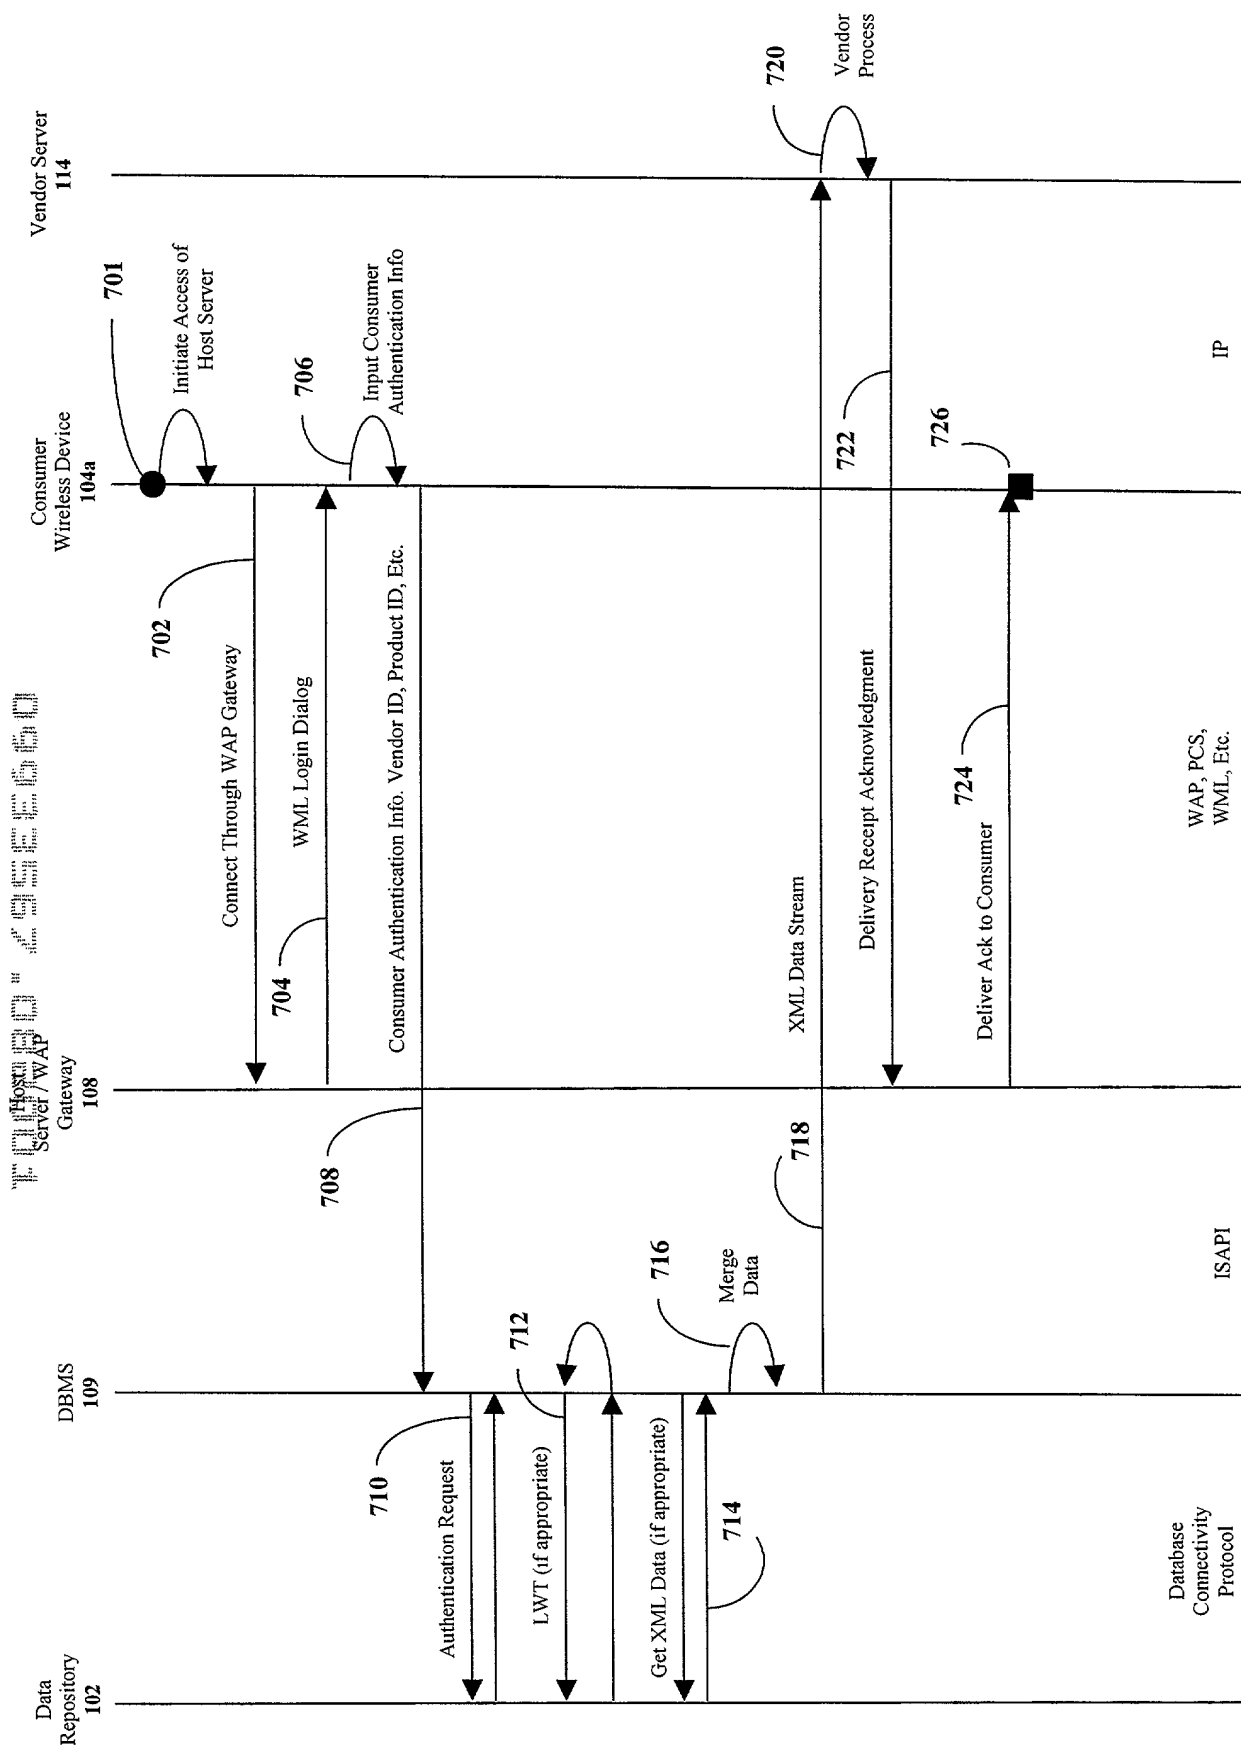 Data
Repository
102
DBMS
109
Host
Server / WAP
Gateway
108
Consumer
Wireless Device
104a
Vendor Server
114
701
Initiate Access of
Host Server
702
Connect Through WAP Gateway
704
WML Login Dialog
706
Input Consumer
Authentication Info
708
Consumer Authentication Info. Vendor ID, Product ID, Etc.
710
Authentication Request
712
LWT (if appropriate)
Get XML Data (if appropriate)
714
716
Merge
Data
718
XML Data Stream
720
Vendor
Process
722
Delivery Receipt Acknowledgment
724
Deliver Ack to Consumer
726
Database
Connectivity
Protocol
ISAPI
WAP, PCS,
WML, Etc.
IP